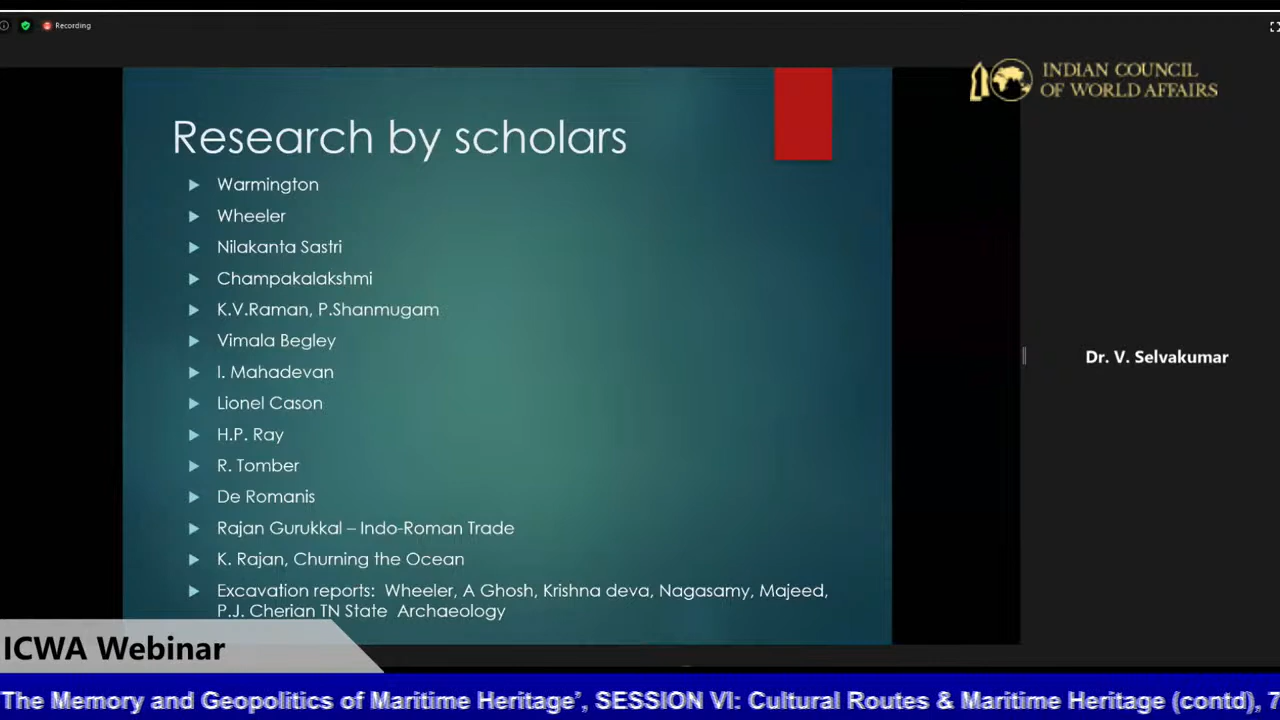 Recording
INDIAN COUNCIL
OF WORLD AFFAIRS
Research by scholars
Warmington
Wheeler
Nilakanta Sastri
Champakalakshmi
K.V.Raman, P.Shanmugam
Vimala Begley
I. Mahadevan
Lionel Cason
H.P. Ray
R. Tomber
De Romanis
Rajan Gurukkal – Indo-Roman Trade
K. Rajan, Churning the Ocean
Excavation reports:  Wheeler, A Ghosh, Krishna deva, Nagasamy, Majeed,
P.J. Cherian TN State  Archaeology
Dr. V. Selvakumar
ICWA Webinar
The Memory and Geopolitics of Maritime Heritage”, SESSION VI: Cultural Routes & Maritime Heritage (contd), 7